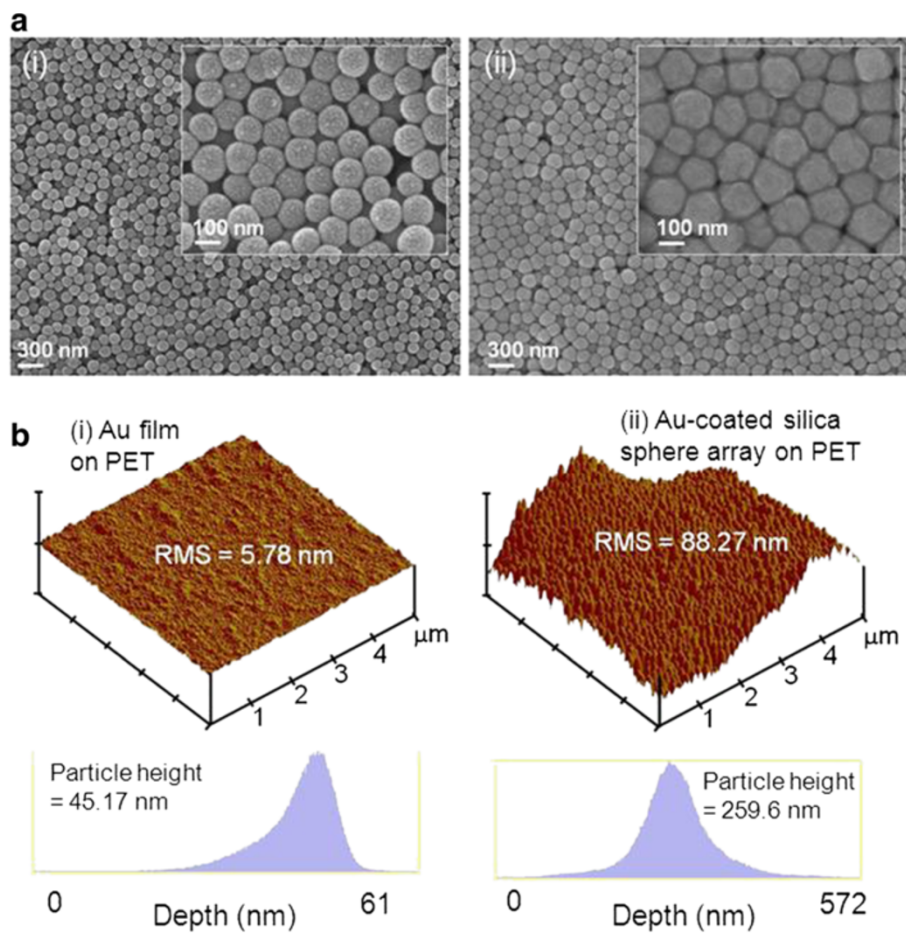 a
(i)
100 nm
300 nm
(ii)
100 nm
300 nm
b
(i) Au film
on PET
RMS = 5.78 nm
μm
1
2
3
4
Particle height
= 45.17 nm
0
61
Depth (nm)
(ii) Au-coated silica
sphere array on PET
RMS = 88.27 nm
μm
1
2
3
4
Particle height
= 259.6 nm
0
572
Depth (nm)